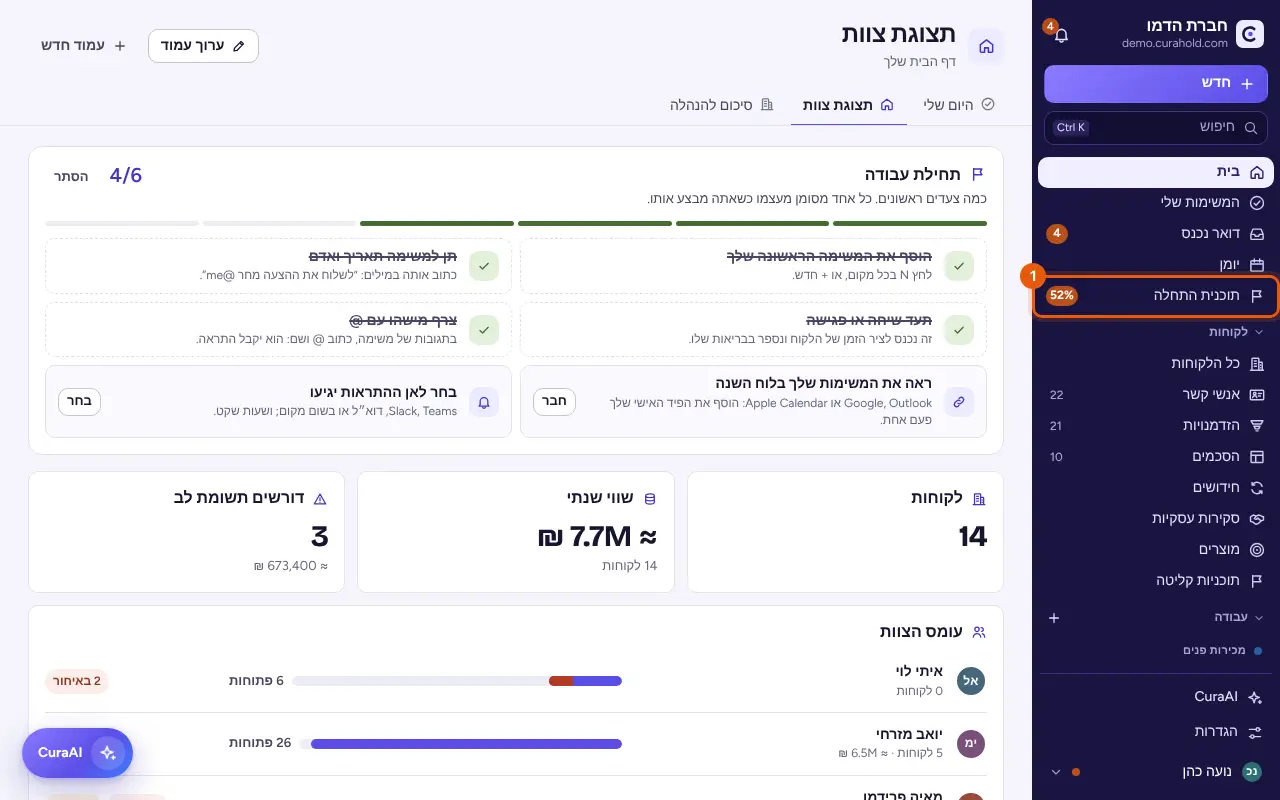 חברת הדמו
demo.curahold.com
4
חדש
חיפוש
Ctrl K
בית
המשימות שלי
דואר נכנס
4
יומן
1
תוכנית התחלה
52%
לקוחות
כל הלקוחות
אנשי קשר
22
הזדמנויות
21
הסכמים
10
חידושים
סקירות עסקיות
מוצרים
תוכניות קליטה
עבודה
מכירות פנים
CuraAI
הגדרות
נועה כהן
נכ
תצוגת צוות
דף הבית שלך
ערוך עמוד
עמוד חדש
היום שלי
תצוגת צוות
סיכום להנהלה
תחילת עבודה
4/6
הסתר
כמה צעדים ראשונים. כל אחד מסומן מעצמו כשאתה מבצע אותו.
הוסף את המשימה הראשונה שלך
לחץ N בכל מקום, או + חדש.
תן למשימה תאריך ואדם
כתוב אותה במילים: "לשלוח את ההצעה מחר @me".
תעד שיחה או פגישה
זה נכנס לציר הזמן של הלקוח ונספר בבריאות שלו.
צרף מישהו עם @
בתגובות של משימה, כתוב @ ושם: הוא יקבל התראה.
ראה את המשימות שלך בלוח השנה
Google, Outlook או Apple Calendar: הוסף את הפיד האישי שלך
פעם אחת.
חבר
בחר לאן ההתראות יגיעו
Slack, Teams, דוא״ל או בשום מקום; ושעות שקט.
בחר
לקוחות
14
שווי שנתי
≈ 7.7M ₪
14 לקוחות
דורשים תשומת לב
3
≈ 673,400 ₪
עומס הצוות
אל
איתי לוי
0 לקוחות
6 פתוחות
2 באיחור
ימ
יואב מזרחי
5 לקוחות · ≈ 6.5M ₪
26 פתוחות
מאיה פרידמן
CuraAI